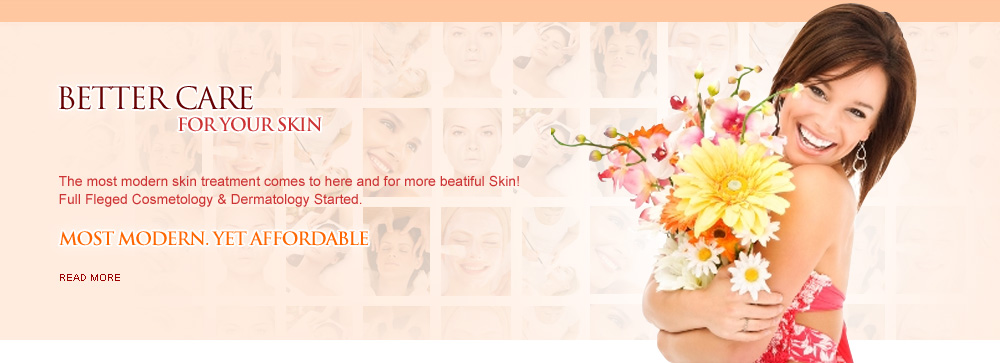 BETTER CARE
FOR YOUR SKIN
The most modern skin treatment comes to here and for more beatiful Skin!
Full Fleged Cosmetology & Dermatology Started.
MOST MODERN. YET AFFORDABLE
READ MORE